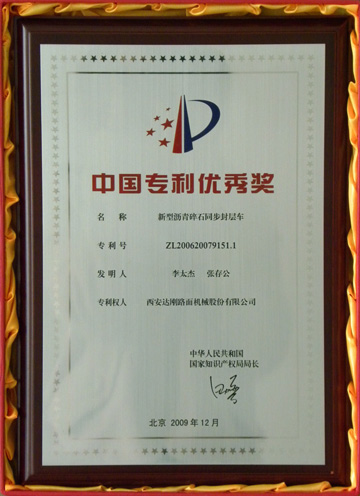 中国专利优秀奖
名 称 新型沥青碎石同步封层车
专 利 号 ZL200620079151.1
发 明 人 李太杰 张存公
专利权人 西安达刚路面机械股份有限公司
中华人民共和国
国家知识产权局局长
北京 2009年12月